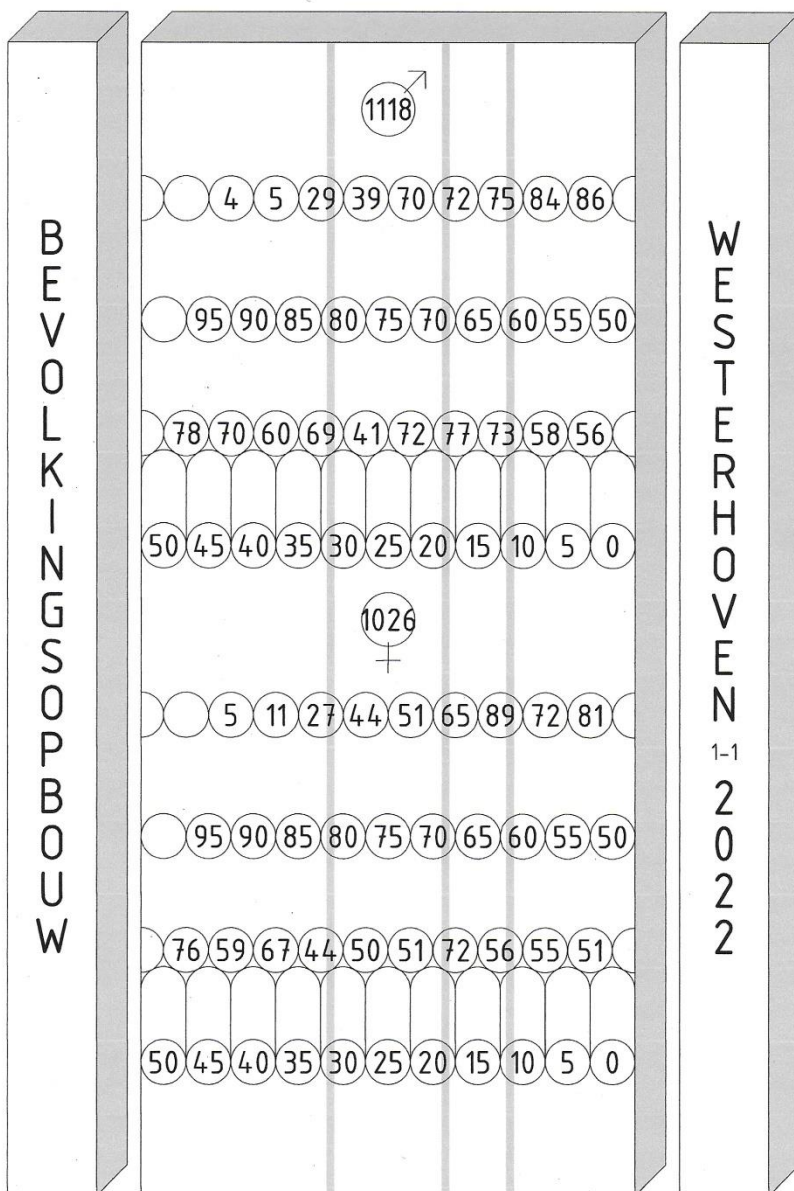 BEVOLKINGSOPBOUW
1118
4 5 29 39 70 72 75 84 86
95 90 85 80 75 70 65 60 55 50
78 70 60 69 41 72 77 73 58 56
50 45 40 35 30 25 20 15 10 5 0
1026
5 11 27 44 51 65 89 72 81
95 90 85 80 75 70 65 60 55 50
76 59 67 44 50 51 72 56 55 51
50 45 40 35 30 25 20 15 10 5 0
WESTERHOVEN 1-1 2022